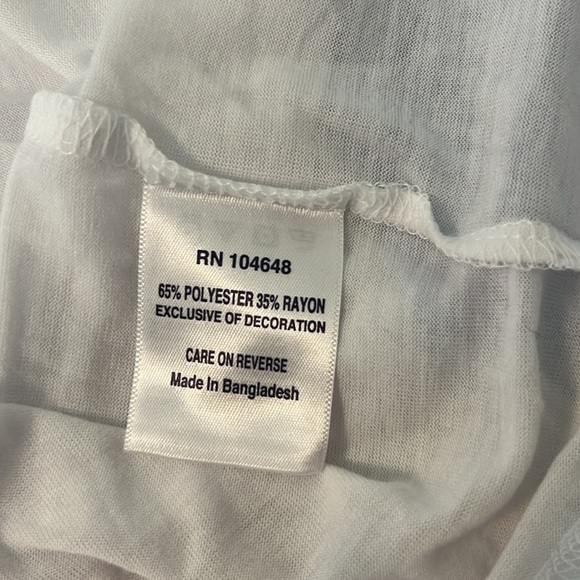 RN 104648
65% POLYESTER 35% RAYON
EXCLUSIVE OF DECORATION
CARE ON REVERSE
Made In Bangladesh